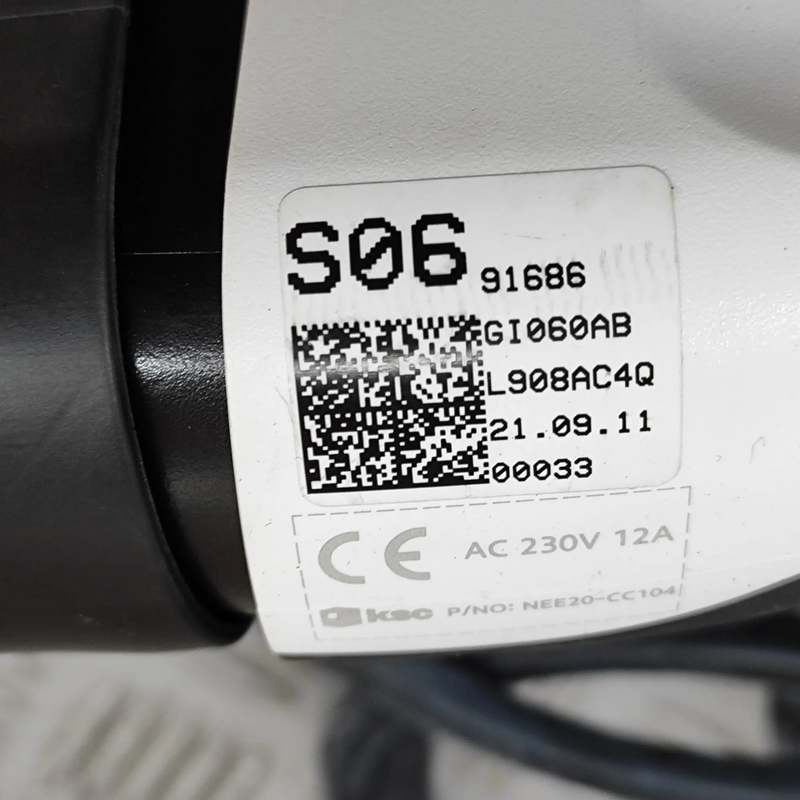 S06 91686
GI060AB
L908AC4Q
21.09.11
00033
CE AC 230V 12A
KSC P/NO: NEE20-CC104